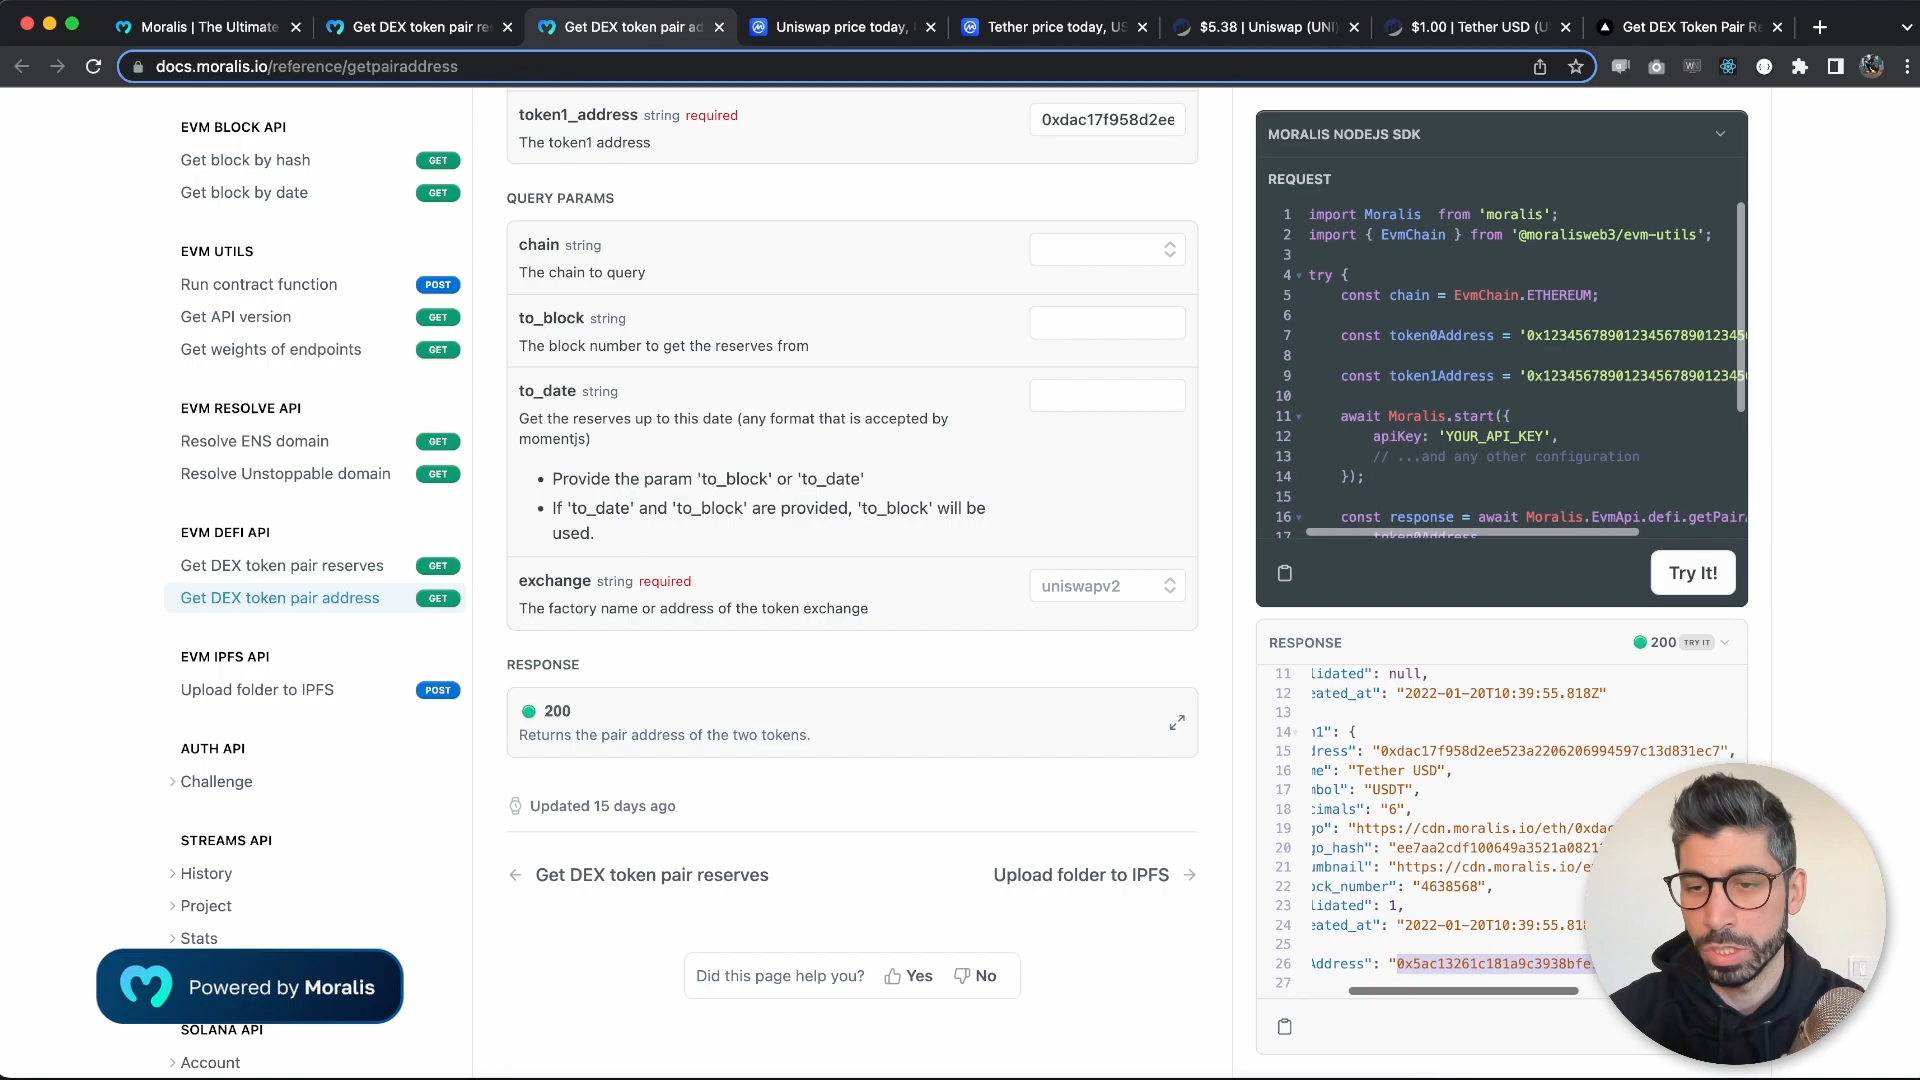 Moralis | The Ultimate
Get DEX token pair re
Get DEX token pair ad
Uniswap price today,
Tether price today, US
$5.38 | Uniswap (UNI)
$1.00 | Tether USD (U
Get DEX Token Pair Re
docs.moralis.io/reference/getpairaddress
EVM BLOCK API
Get block by hash GET
Get block by date GET
EVM UTILS
Run contract function POST
Get API version GET
Get weights of endpoints GET
EVM RESOLVE API
Resolve ENS domain GET
Resolve Unstoppable domain GET
EVM DEFI API
Get DEX token pair reserves GET
Get DEX token pair address GET
EVM IPFS API
Upload folder to IPFS POST
AUTH API
Challenge
STREAMS API
History
Project
Stats
Powered by Moralis
SOLANA API
Account
token1_address string required
0xdac17f958d2ee
The token1 address
QUERY PARAMS
chain string
The chain to query
to_block string
The block number to get the reserves from
to_date string
Get the reserves up to this date (any format that is accepted by
momentjs)
• Provide the param 'to_block' or 'to_date'
• If 'to_date' and 'to_block' are provided, 'to_block' will be
used.
exchange string required
uniswapv2
The factory name or address of the token exchange
RESPONSE
200
Returns the pair address of the two tokens.
Updated 15 days ago
← Get DEX token pair reserves
Upload folder to IPFS →
Did this page help you? Yes No
MORALIS NODEJS SDK
REQUEST
1 import Moralis from 'moralis';
2 import { EvmChain } from '@moralisweb3/evm-utils';
3
4 try {
5 const chain = EvmChain.ETHEREUM;
6
7 const token0Address = '0x1234567890123456789012345
8
9 const token1Address = '0x1234567890123456789012345
10
11 await Moralis.start({
12 apiKey: 'YOUR_API_KEY',
13 // ...and any other configuration
14 });
15
16 const response = await Moralis.EvmApi.defi.getPair
17 token0Address
Try It!
RESPONSE
200 TRY IT
11 lidated": null,
12 eated_at": "2022-01-20T10:39:55.818Z"
13
14 n1": {
15 dress": "0xdac17f958d2ee523a2206206994597c13d831ec7",
16 me": "Tether USD",
17 mbol": "USDT",
18 cimals": "6",
19 go": "https://cdn.moralis.io/eth/0xdac
20 go_hash": "ee7aa2cdf100649a3521a0821
21 umbnail": "https://cdn.moralis.io/e
22 ock_number": "4638568",
23 lidated": 1,
24 eated_at": "2022-01-20T10:39:55.818
25
26 Address": "0x5ac13261c181a9c3938bfe
27